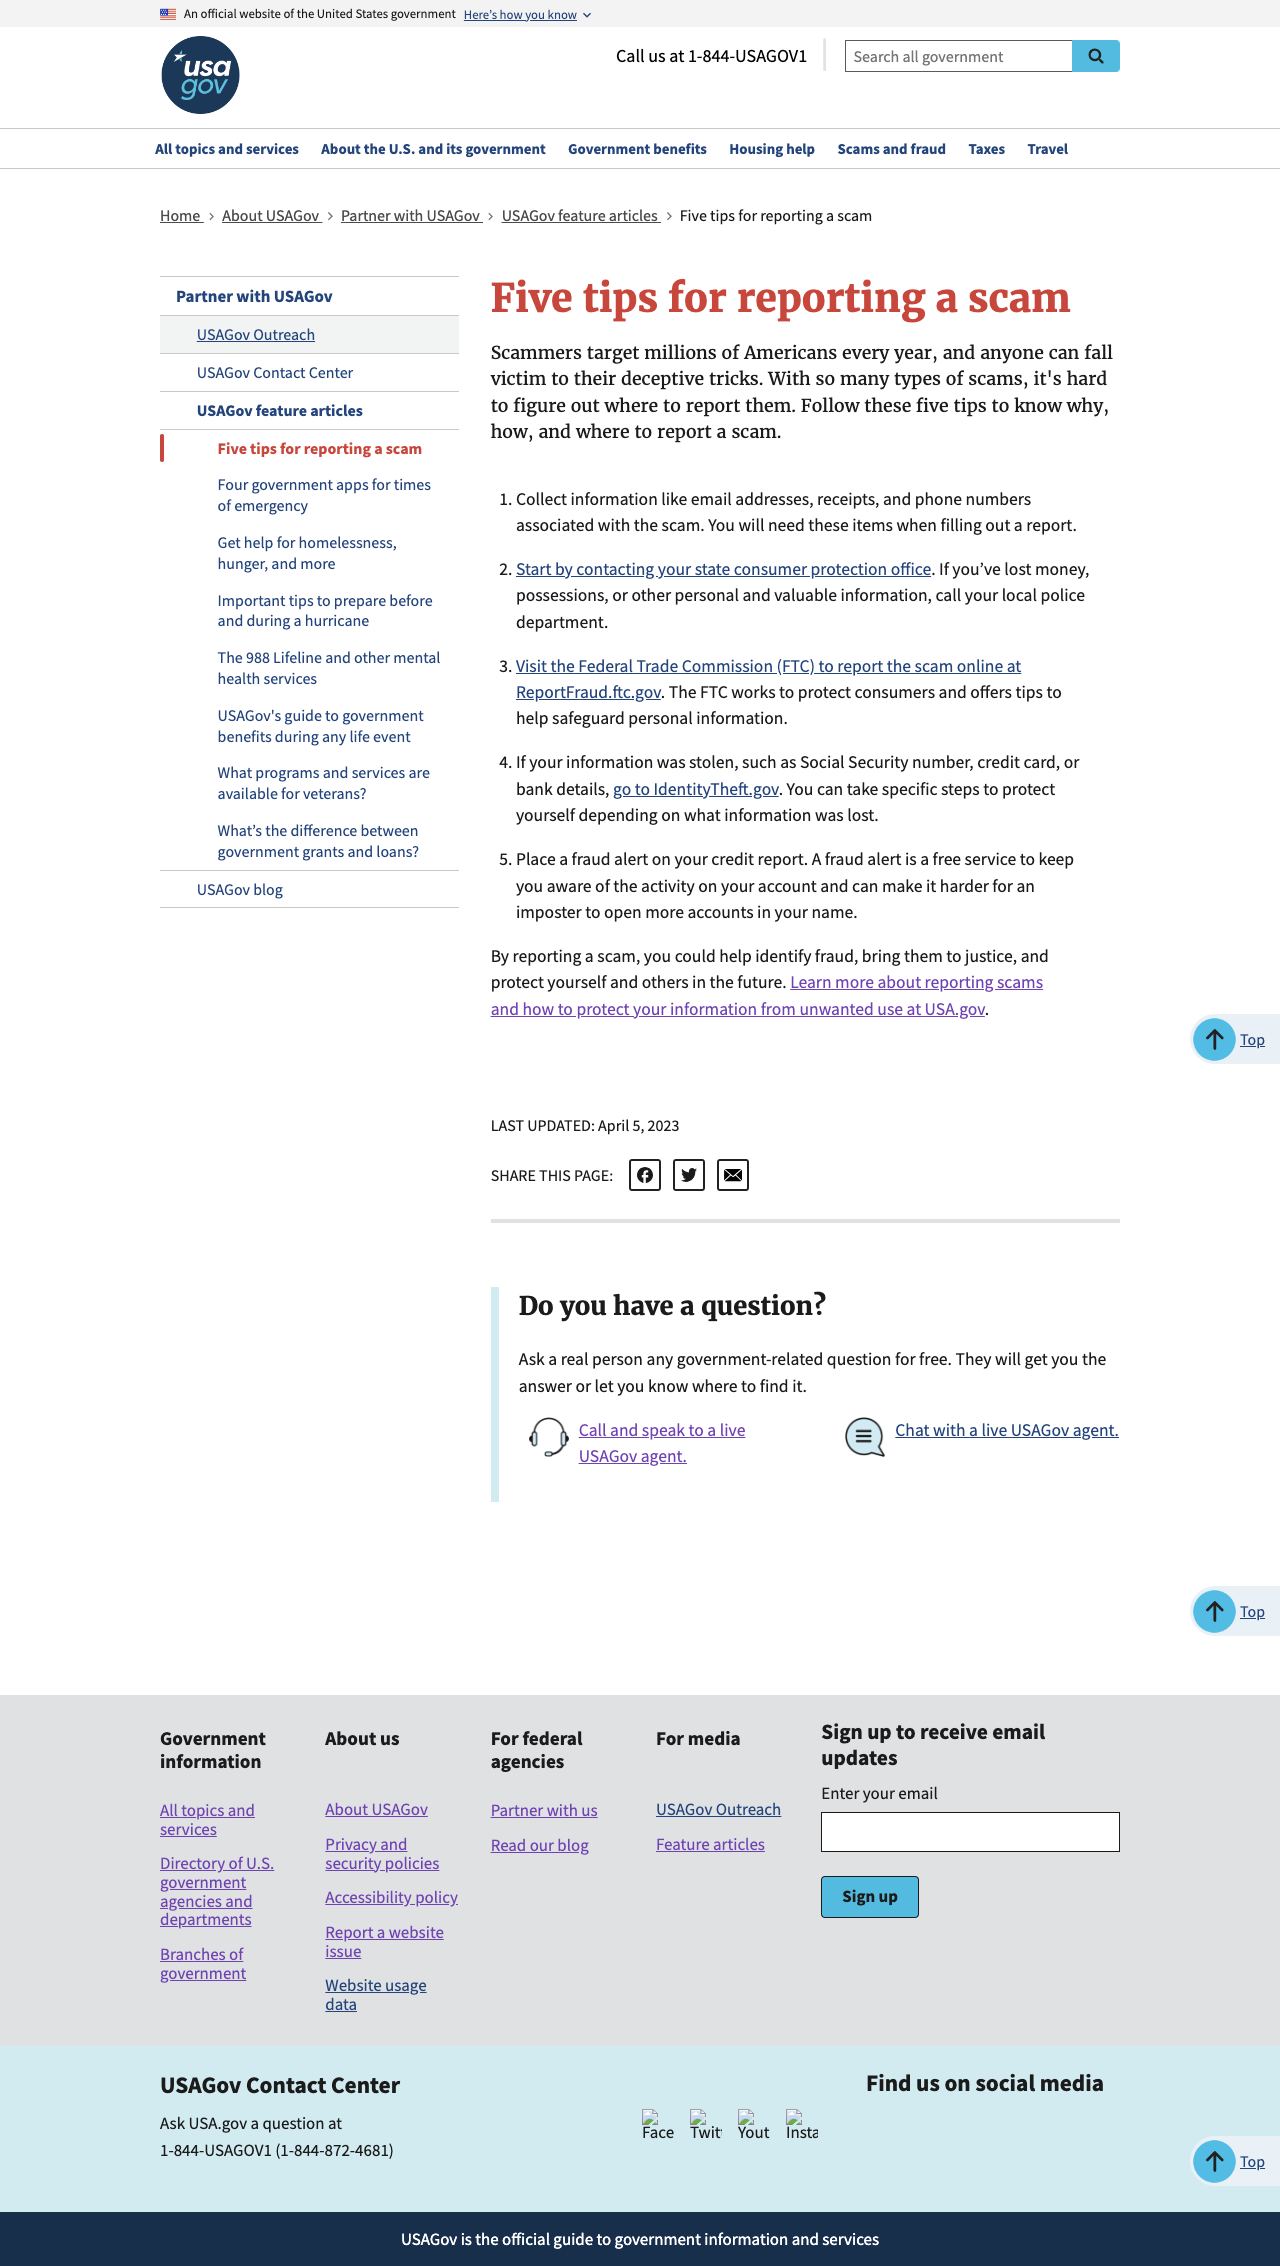 An official website of the United States government Here’s how you know
usa
gov
Call us at 1-844-USAGOV1
Search all government
All topics and services About the U.S. and its government Government benefits Housing help Scams and fraud Taxes Travel
Home About USAGov Partner with USAGov USAGov feature articles Five tips for reporting a scam
Partner with USAGov
USAGov Outreach
USAGov Contact Center
USAGov feature articles
Five tips for reporting a scam
Four government apps for times
of emergency
Get help for homelessness,
hunger, and more
Important tips to prepare before
and during a hurricane
The 988 Lifeline and other mental
health services
USAGov's guide to government
benefits during any life event
What programs and services are
available for veterans?
What’s the difference between
government grants and loans?
USAGov blog
Five tips for reporting a scam
Scammers target millions of Americans every year, and anyone can fall
victim to their deceptive tricks. With so many types of scams, it's hard
to figure out where to report them. Follow these five tips to know why,
how, and where to report a scam.
1. Collect information like email addresses, receipts, and phone numbers
associated with the scam. You will need these items when filling out a report.
2. Start by contacting your state consumer protection office. If you’ve lost money,
possessions, or other personal and valuable information, call your local police
department.
3. Visit the Federal Trade Commission (FTC) to report the scam online at
ReportFraud.ftc.gov. The FTC works to protect consumers and offers tips to
help safeguard personal information.
4. If your information was stolen, such as Social Security number, credit card, or
bank details, go to IdentityTheft.gov. You can take specific steps to protect
yourself depending on what information was lost.
5. Place a fraud alert on your credit report. A fraud alert is a free service to keep
you aware of the activity on your account and can make it harder for an
imposter to open more accounts in your name.
By reporting a scam, you could help identify fraud, bring them to justice, and
protect yourself and others in the future. Learn more about reporting scams
and how to protect your information from unwanted use at USA.gov.
Top
LAST UPDATED: April 5, 2023
SHARE THIS PAGE:
Do you have a question?
Ask a real person any government-related question for free. They will get you the
answer or let you know where to find it.
Call and speak to a live
USAGov agent.
Chat with a live USAGov agent.
Top
Government
information
All topics and
services
Directory of U.S.
government
agencies and
departments
Branches of
government
About us
About USAGov
Privacy and
security policies
Accessibility policy
Report a website
issue
Website usage
data
For federal
agencies
Partner with us
Read our blog
For media
USAGov Outreach
Feature articles
Sign up to receive email
updates
Enter your email
Sign up
USAGov Contact Center
Ask USA.gov a question at
1-844-USAGOV1 (1-844-872-4681)
Find us on social media
Face Twit Yout Insta
Top
USAGov is the official guide to government information and services